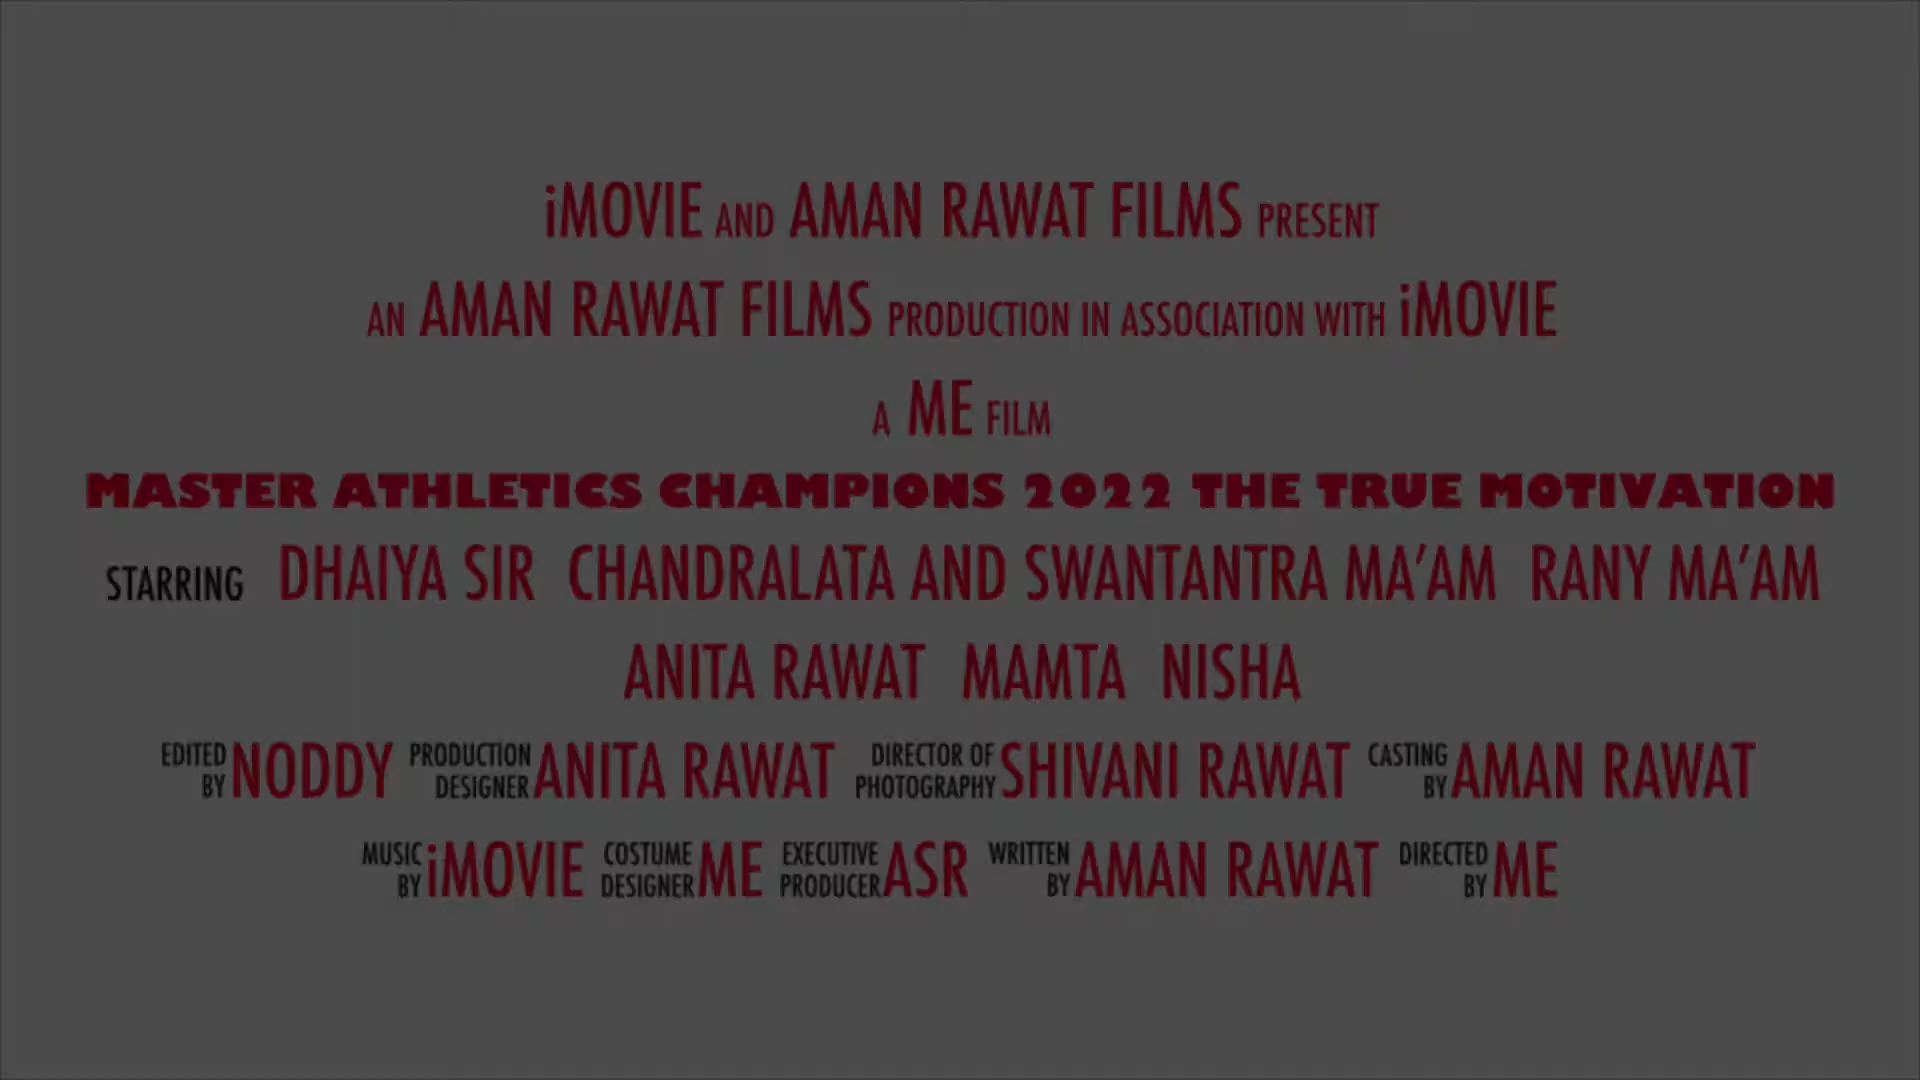 iMOVIE AND AMAN RAWAT FILMS PRESENT
AN AMAN RAWAT FILMS PRODUCTION IN ASSOCIATION WITH iMOVIE
A ME FILM
MASTER ATHLETICS CHAMPIONS 2022 THE TRUE MOTIVATION
STARRING DHAIYA SIR CHANDRALATA AND SWANTANTRA MA'AM RANY MA'AM
ANITA RAWAT MAMTA NISHA
EDITED BY NODDY PRODUCTION DESIGNER ANITA RAWAT DIRECTOR OF PHOTOGRAPHY SHIVANI RAWAT CASTING BY AMAN RAWAT
MUSIC BY iMOVIE COSTUME DESIGNER ME EXECUTIVE PRODUCER ASR WRITTEN BY AMAN RAWAT DIRECTED BY ME